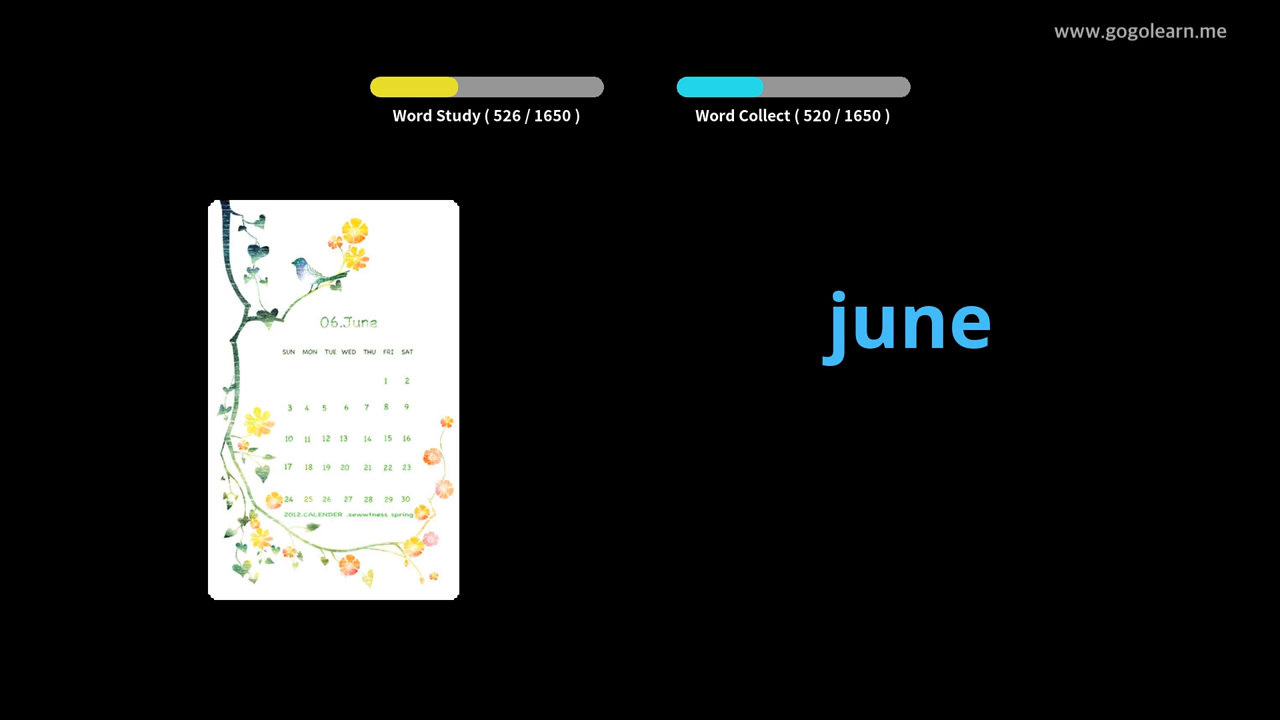 www.gogolearn.me
Word Study ( 526 / 1650 )
Word Collect ( 520 / 1650 )
06.June
SUN MON TUE WED THU FRI SAT
1 2
3 4 5 6 7 8 9
10 11 12 13 14 15 16
17 18 19 20 21 22 23
24 25 26 27 28 29 30
2012.CALENDER .sewwtness spring
june